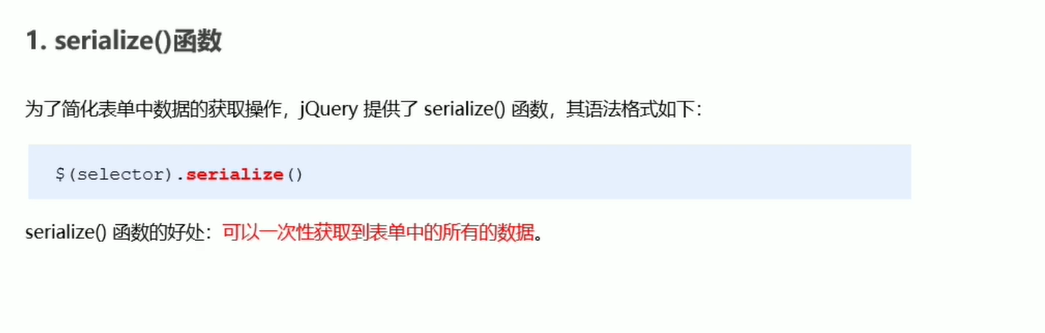 1. serialize()函数
为了简化表单中数据的获取操作，jQuery 提供了 serialize() 函数，其语法格式如下：
$(selector).serialize()
serialize() 函数的好处：可以一次性获取到表单中的所有的数据。